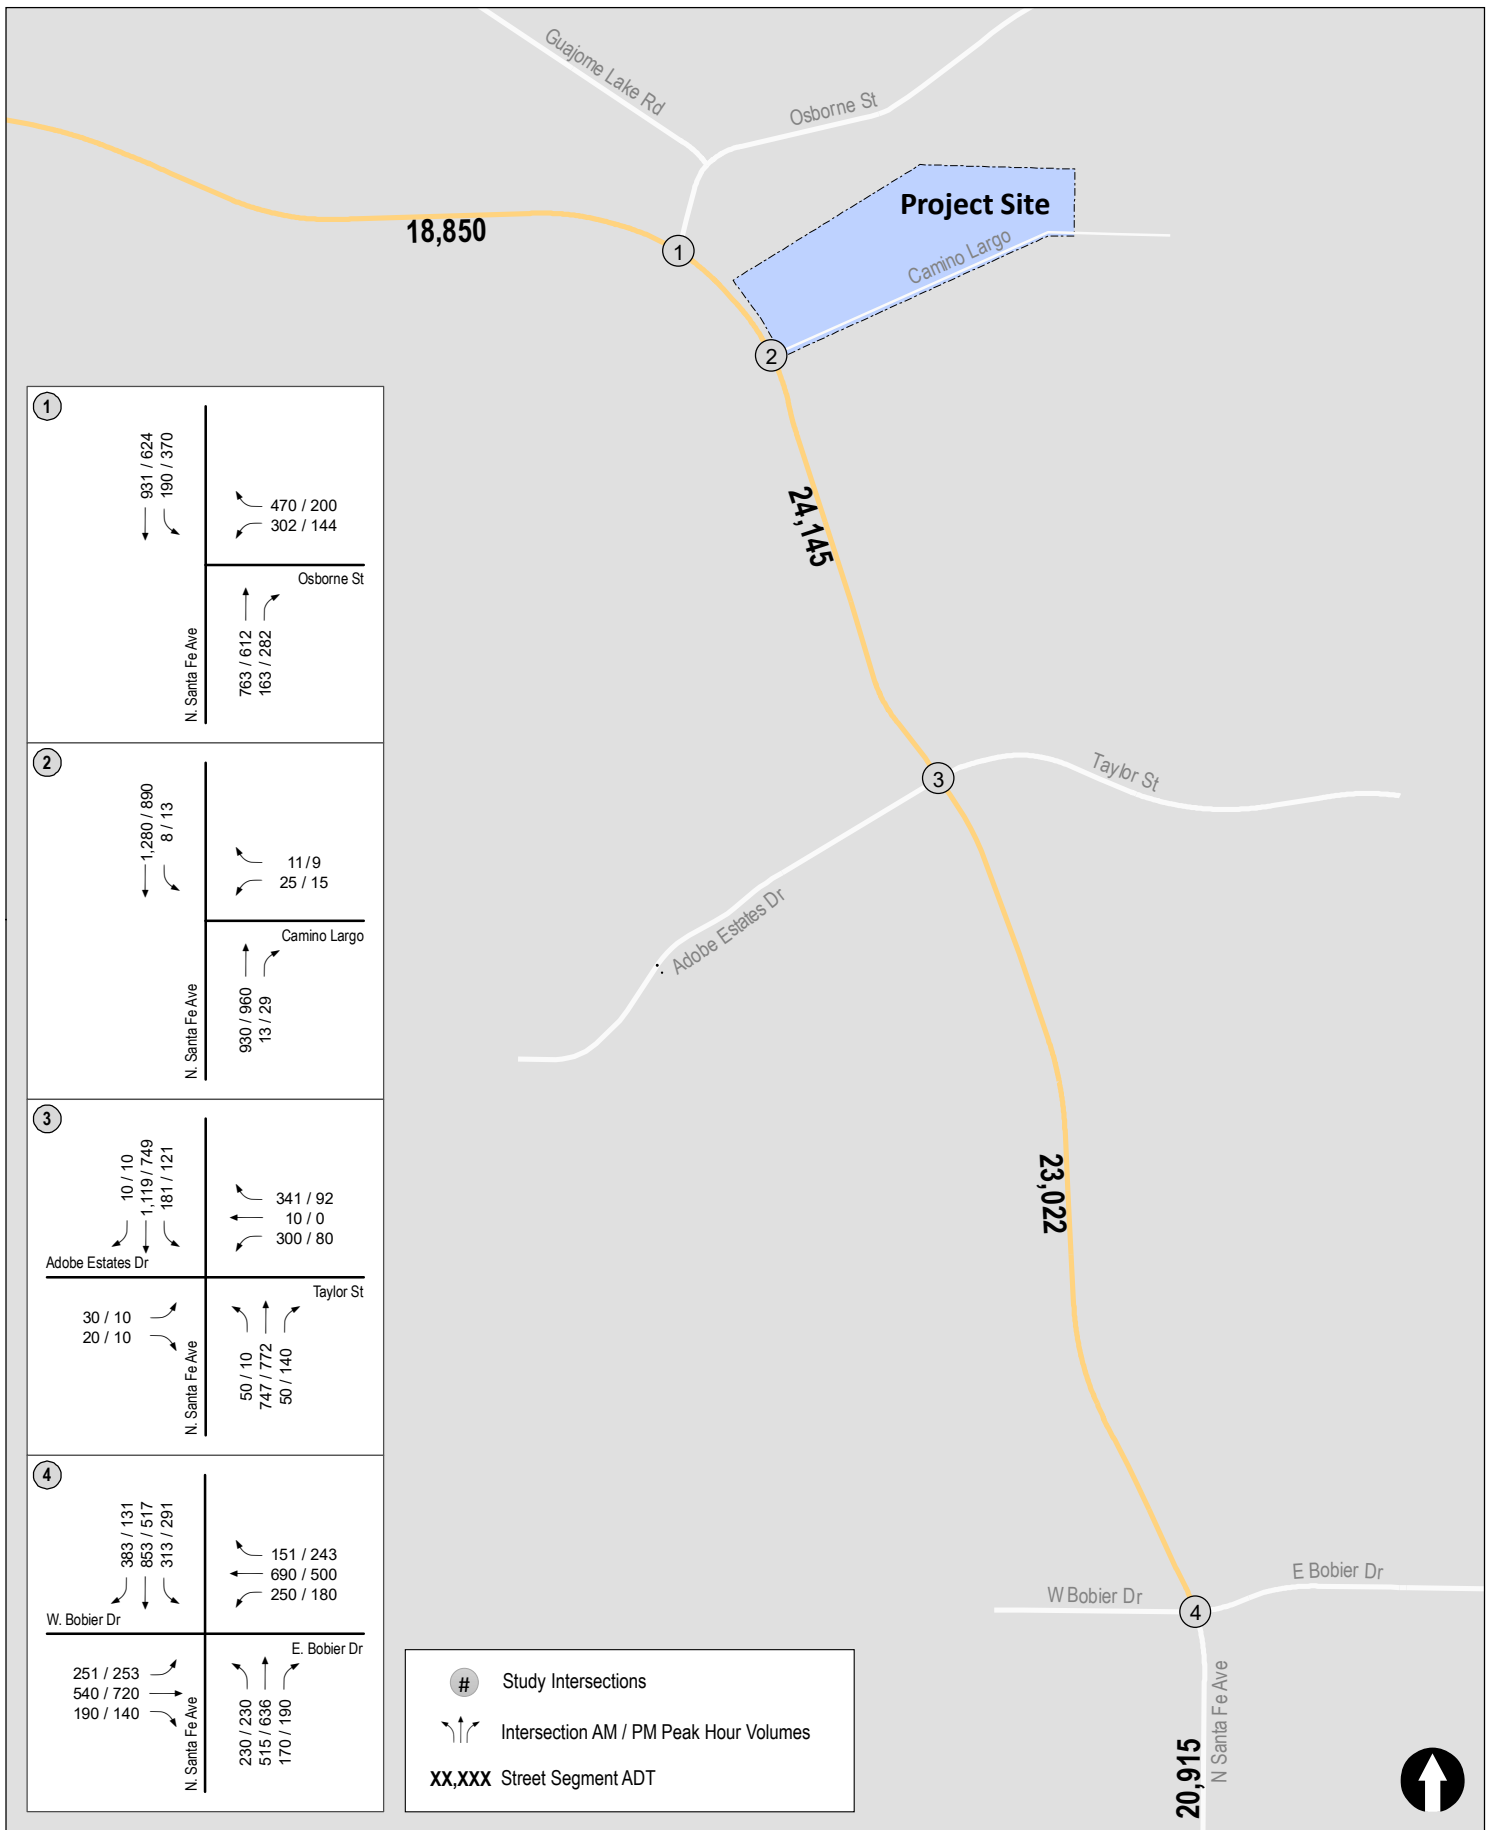 Guajome Lake Rd
Osborne St
Project Site
Camino Largo
18,850
1
2
24,145
3
Taylor St
Adobe Estates Dr
23,022
W Bobier Dr
E Bobier Dr
4
N Santa Fe Ave
20,915
1
931 / 624
190 / 370
470 / 200
302 / 144
Osborne St
N. Santa Fe Ave
763 / 612
163 / 282
2
1,280 / 890
8 / 13
11 / 9
25 / 15
Camino Largo
N. Santa Fe Ave
930 / 960
13 / 29
3
10 / 10
1,119 / 749
181 / 121
341 / 92
10 / 0
300 / 80
Adobe Estates Dr
Taylor St
30 / 10
20 / 10
N. Santa Fe Ave
50 / 10
747 / 772
50 / 140
4
383 / 131
853 / 517
313 / 291
151 / 243
690 / 500
250 / 180
W. Bobier Dr
E. Bobier Dr
251 / 253
540 / 720
190 / 140
N. Santa Fe Ave
230 / 230
515 / 636
170 / 190
# Study Intersections
Intersection AM / PM Peak Hour Volumes
XX,XXX Street Segment ADT